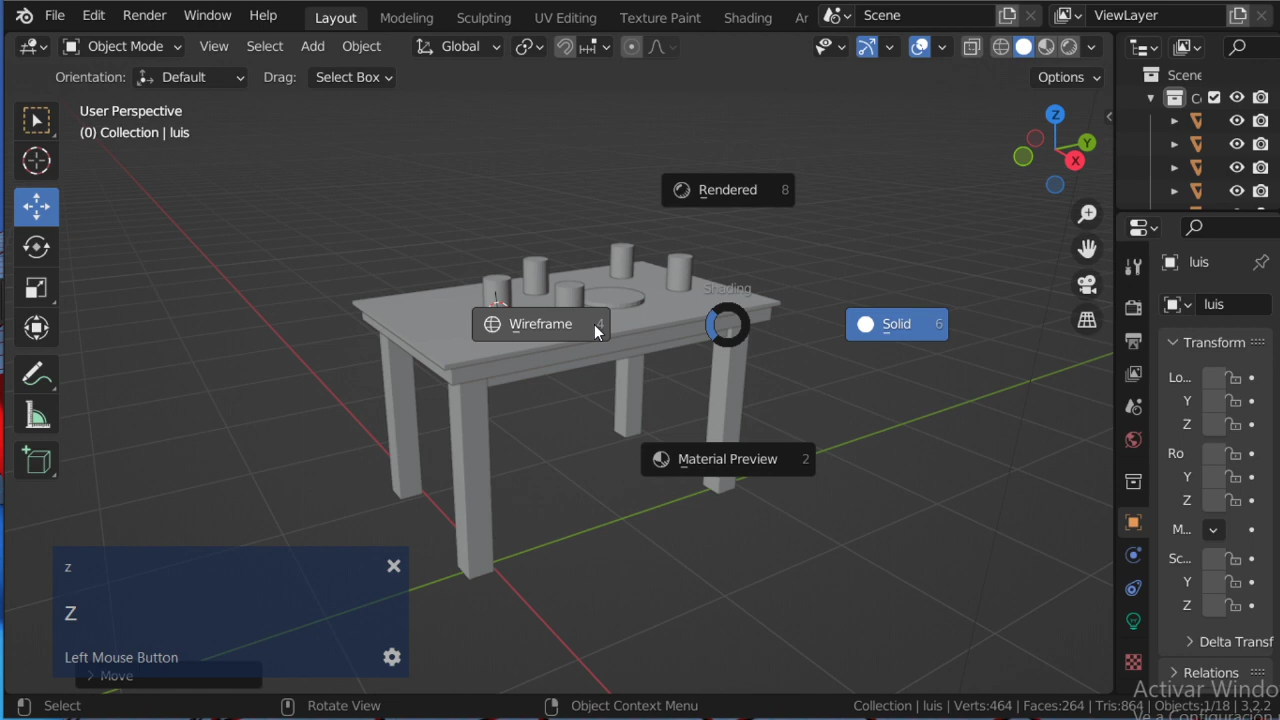 File Edit Render Window Help Layout Modeling Sculpting UV Editing Texture Paint Shading Scene ViewLayer
Object Mode View Select Add Object Global
Orientation: Default Drag: Select Box Options
Scene
User Perspective
(0) Collection | luis
Z
Y
X
Rendered 8
Shading
Wireframe 4
Solid 6
Material Preview 2
luis
luis
Transform
Lo...
Y
Z
Ro
Y
Z
M...
Sc...
Y
Z
Delta Transf
Relations
z
Z
Left Mouse Button
Move
Activar Windo
Select Rotate View Object Context Menu Collection | luis | Verts:464 | Faces:264 | Tris:864 | Objects:1/18 | 3.2.2